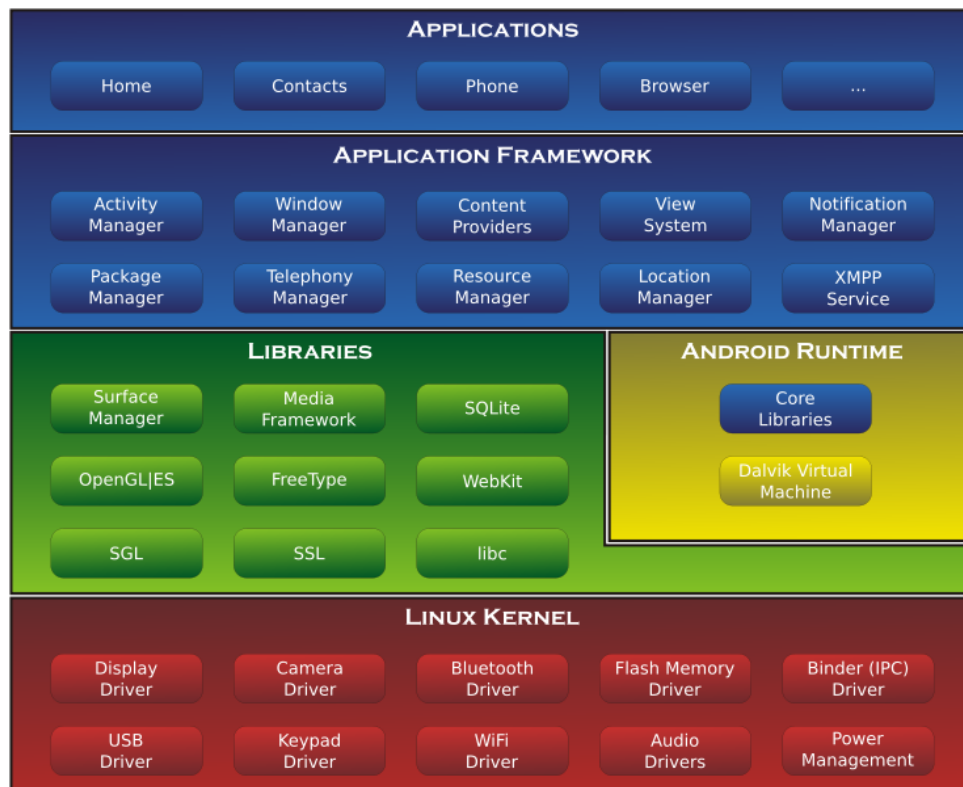 APPLICATIONS
Home
Contacts
Phone
Browser
...
APPLICATION FRAMEWORK
Activity
Manager
Window
Manager
Content
Providers
View
System
Notification
Manager
Package
Manager
Telephony
Manager
Resource
Manager
Location
Manager
XMPP
Service
LIBRARIES
Surface
Manager
Media
Framework
SQLite
OpenGL|ES
FreeType
WebKit
SGL
SSL
libc
ANDROID RUNTIME
Core
Libraries
Dalvik Virtual
Machine
LINUX KERNEL
Display
Driver
Camera
Driver
Bluetooth
Driver
Flash Memory
Driver
Binder (IPC)
Driver
USB
Driver
Keypad
Driver
WiFi
Driver
Audio
Drivers
Power
Management